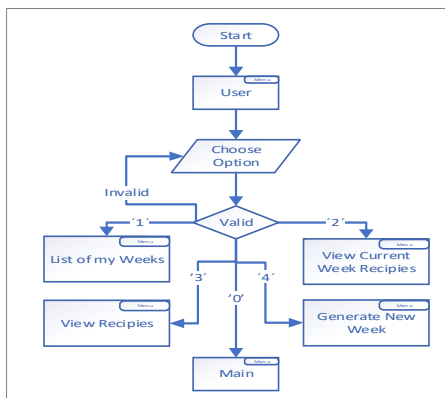 Start
Menu
User
Choose
Option
Invalid
'1'
Valid
'2'
Menu
List of my Weeks
Menu
View Current
Week Recipies
'3'
'0'
'4'
Menu
View Recipies
Menu
Generate New
Week
Menu
Main